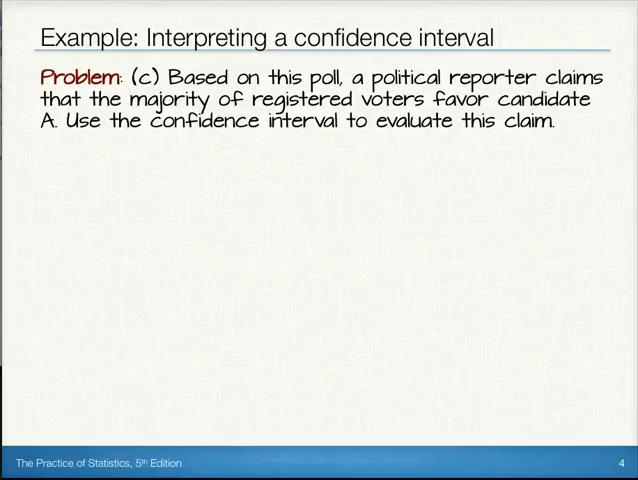 Example: Interpreting a confidence interval
Problem: (c) Based on this poll, a political reporter claims
that the majority of registered voters favor candidate
A. Use the confidence interval to evaluate this claim.
The Practice of Statistics, 5th Edition
4